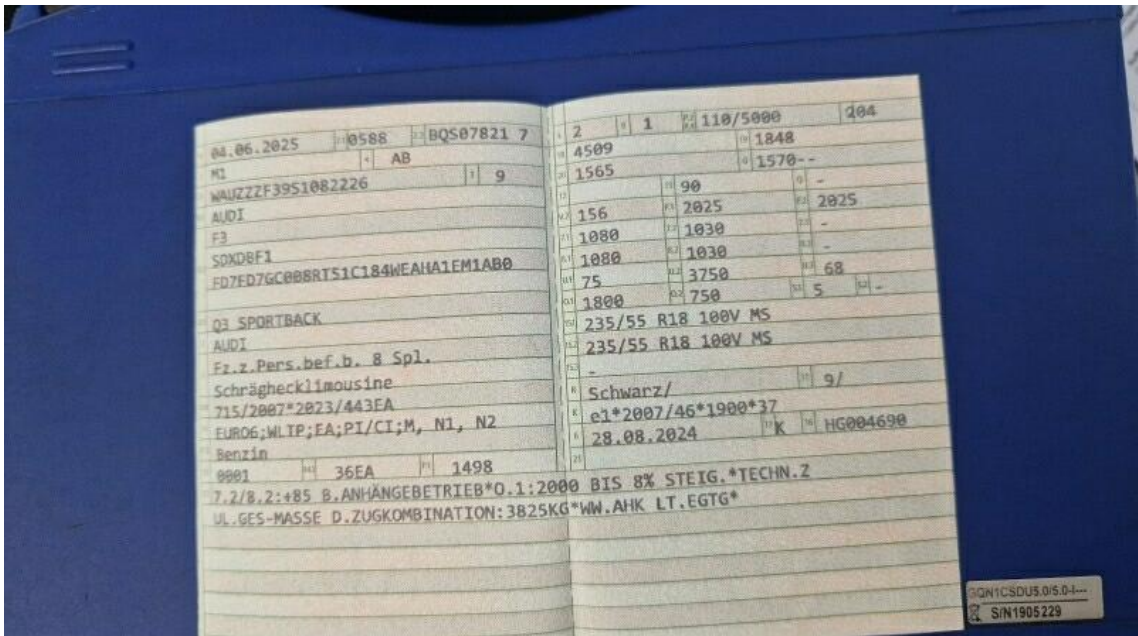 04.06.2025 0588 BQS07821 7
M1 AB
WAUZZZF39S1082226 9
AUDI
F3
SDXDBF1
FD7FD7GC008RTS1C184WEAHA1EM1AB0
Q3 SPORTBACK
AUDI
Fz.z.Pers.bef.b. 8 Spl.
Schräghecklimousine
715/2007*2023/443EA
EURO6;WLTP;EA;PI/CI;M, N1, N2
Benzin
0001 36EA 1498
2 1 110/5000 204
4509 1848
1565 1570--
90 -
156 2025 2025
1080 1030 -
1080 1030 -
75 3750 68
1800 750 5 -
235/55 R18 100V MS
235/55 R18 100V MS
-
Schwarz/ 9/
e1*2007/46*1900*37
28.08.2024 K HG004690
7.2/8.2:+85 B.ANHÄNGEBETRIEB*O.1:2000 BIS 8% STEIG.*TECHN.Z
UL.GES-MASSE D.ZUGKOMBINATION:3825KG*WW.AHK LT.EGTG*
S/N1905229